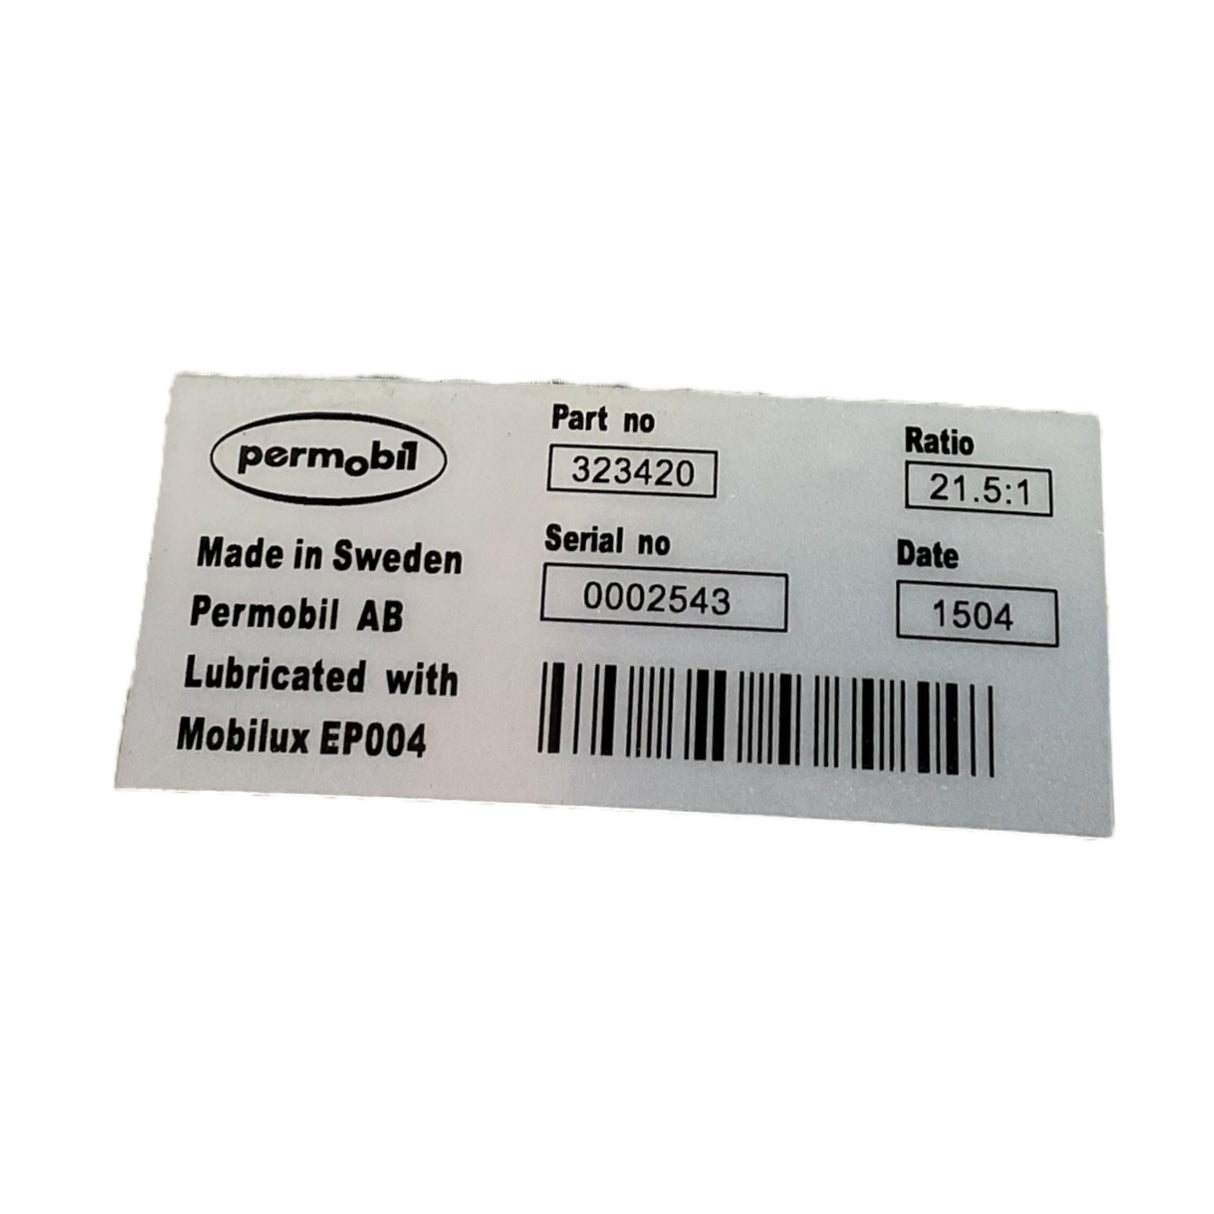 permobil
Made in Sweden
Permobil AB
Lubricated with
Mobilux EP004
Part no
323420
Serial no
0002543
Ratio
21.5:1
Date
1504